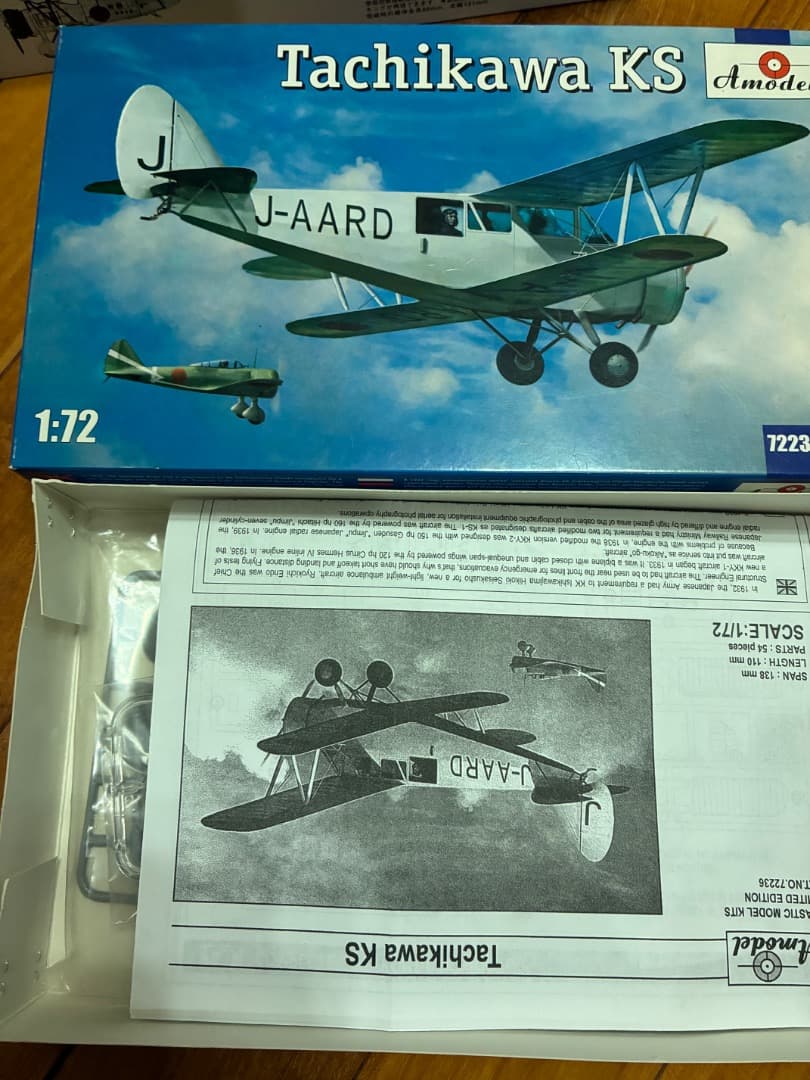 Tachikawa KS
Amodel
J
J-AARD
1:72
7223
In 1932, the Japanese Army had a requirement to KK Ishikawajima Hikoki Seisakusho for a new, light-weight ambulance aircraft. Ryokichi Endo was the Chief
Structural Engineer. The aircraft had to be used near the front lines for emergency evacuations, that's why should have short takeoff and landing distance. Flying tests of
a new KKY-1 aircraft began in 1933. It was a biplane with closed cabin and unequal-span wings powered by the 120 hp Cirrus Hermes IV inline engine. In 1936, the
aircraft was put into service as "Aikoku-go" aircraft.
Because of problems with the engine, in 1938 the modified version KKY-2 was designed with the 150 hp Gasuden "Jimpu" Japanese radial engine. In 1939, the
Japanese Railway Ministry had a requirement for two modified aircrafts designated as KS-1. The aircraft was powered by the 160 hp Hitachi "Jimpu" seven-cylinder
radial engine and differed by high glazed area of the cabin and photographic equipment installation for aerial photography operations.
SCALE:1/72
PARTS : 54 pieces
LENGTH : 110 mm
SPAN : 138 mm
J-AARD
J
T.NO.72236
ITED EDITION
ASTIC MODEL KITS
Amodel
Tachikawa KS